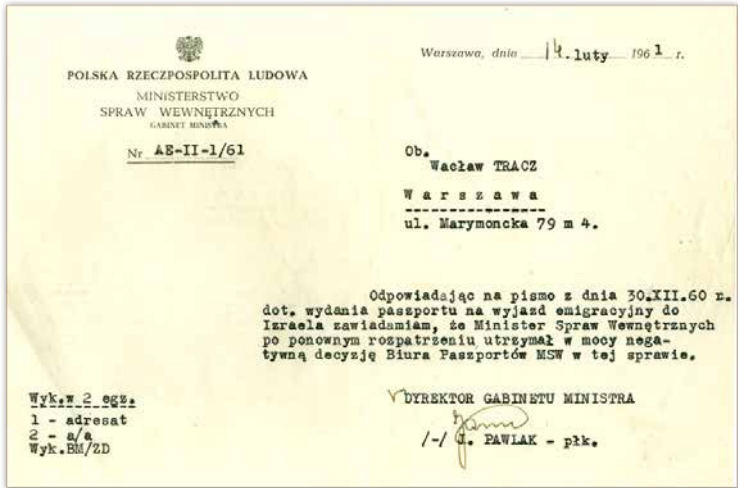 POLSKA RZECZPOSPOLITA LUDOWA
MINISTERSTWO
SPRAW WEWNĘTRZNYCH
GABINET MINISTRA
Nr AE-II-1/61
Warszawa, dnia 14. luty 1961 r.
Ob.
Wacław TRACZ
Warszawa
ul. Marymoncka 79 m 4.
Odpowiadając na pismo z dnia 30.XII.60 r.
dot. wydania paszportu na wyjazd emigracyjny do
Izraela zawiadamiam, że Minister Spraw Wewnętrznych
po ponownym rozpatrzeniu utrzymał w mocy nega-
tywną decyzję Biura Paszportów MSW w tej sprawie.
DYREKTOR GABINETU MINISTRA
/-/ J. PAWLAK - płk.
Wyk.w 2 egz.
1 - adresat
2 - a/a
Wyk.BM/ZD